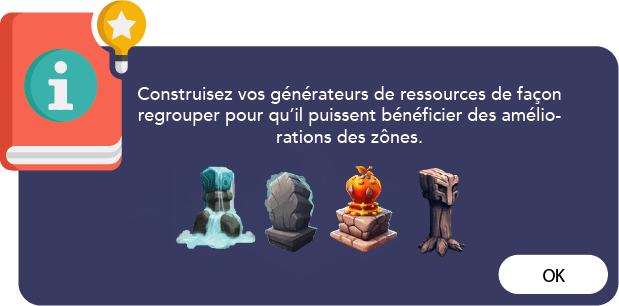 Construisez vos générateurs de ressources de façon
regrouper pour qu'il puissent bénéficier des amélio-
rations des zônes.
OK